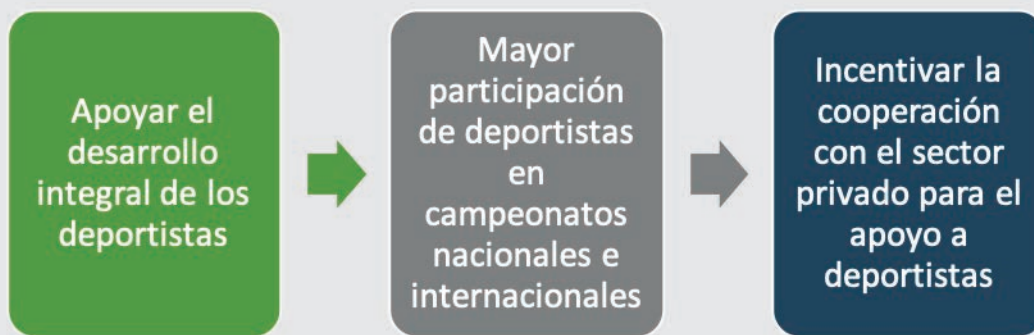 Apoyar el
desarrollo
integral de los
deportistas
Mayor
participación
de deportistas
en
campeonatos
nacionales e
internacionales
Incentivar la
cooperación
con el sector
privado para el
apoyo a
deportistas